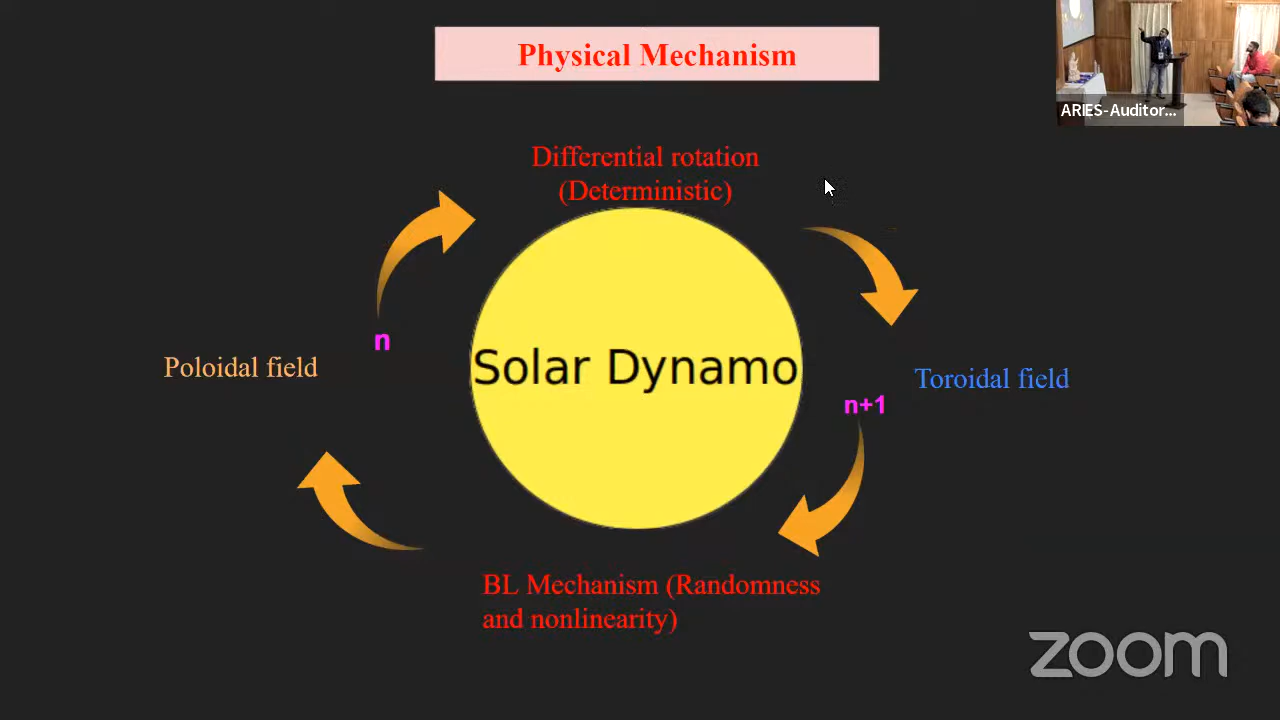 Physical Mechanism
ARIES-Auditor...
Differential rotation
(Deterministic)
n
Poloidal field
Solar Dynamo
Toroidal field
n+1
BL Mechanism (Randomness
and nonlinearity)
zoom